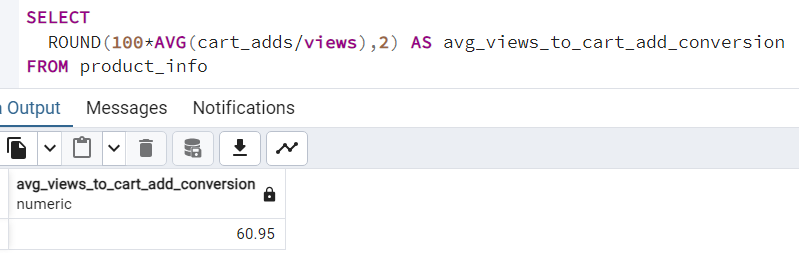 SELECT
ROUND(100*AVG(cart_adds/views),2) AS avg_views_to_cart_add_conversion
FROM product_info
a Output Messages Notifications
avg_views_to_cart_add_conversion
numeric
60.95